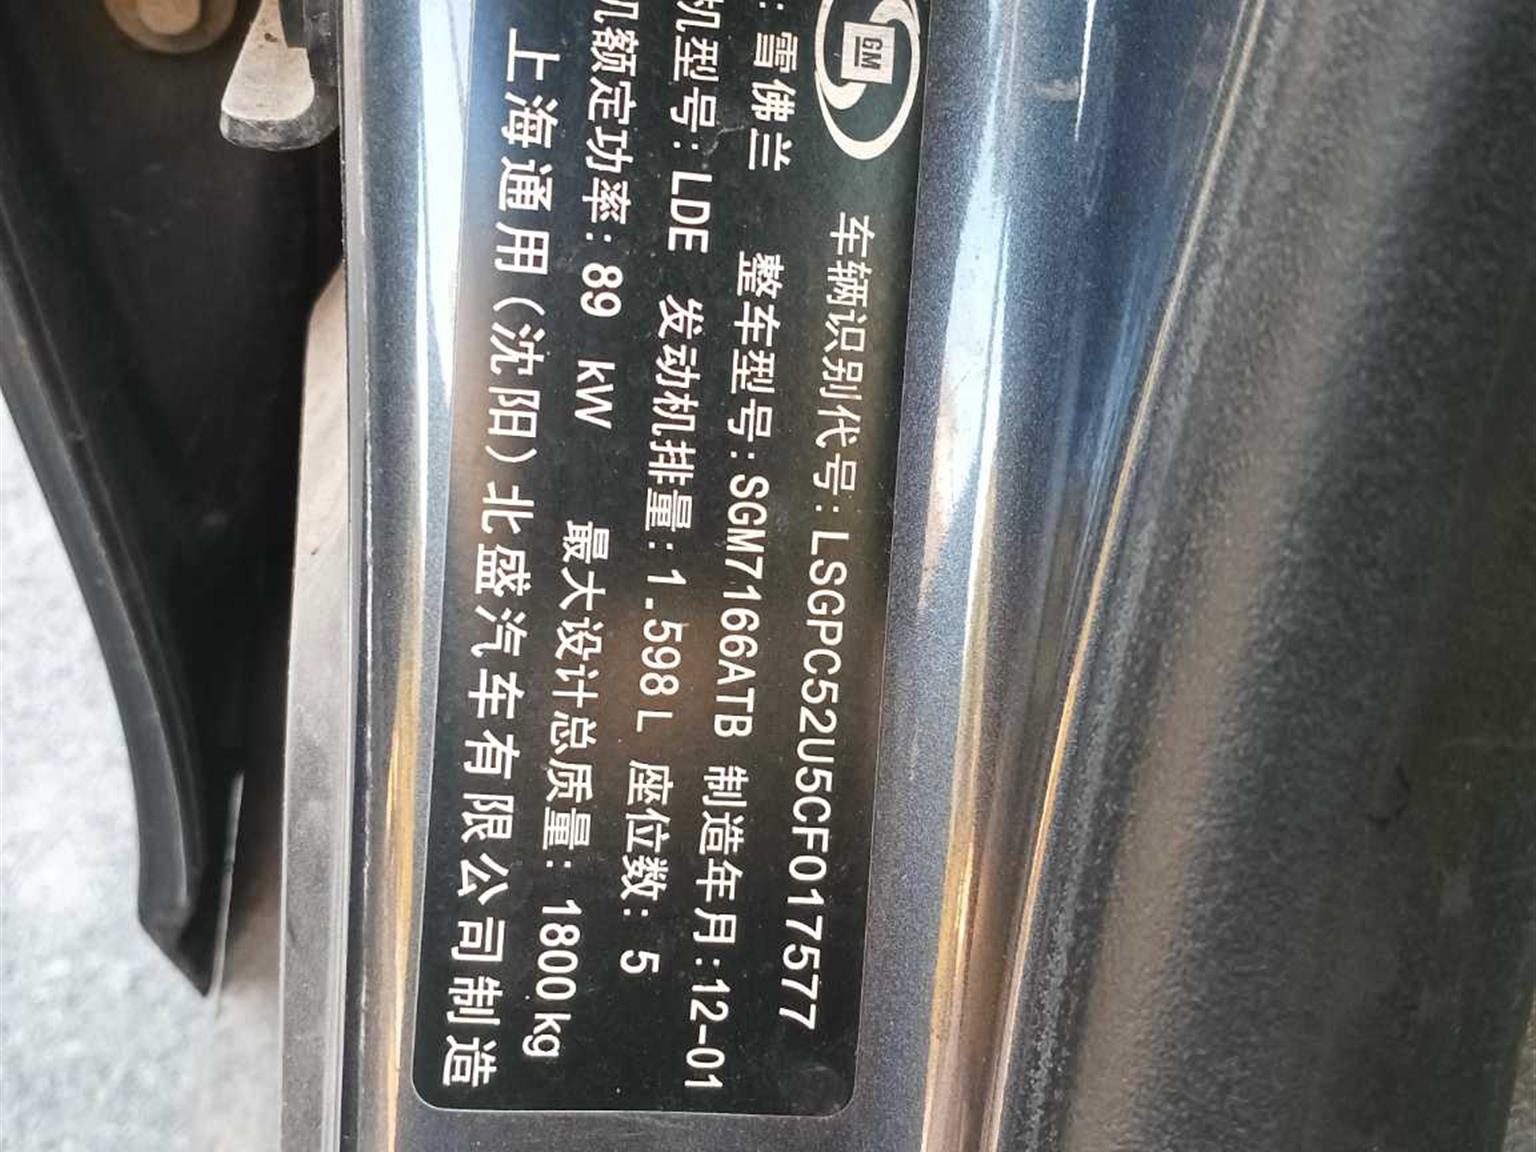 GM 车辆识别代号:LSGPC52U5CF017577
:雪佛兰 整车型号:SGM7166ATB 制造年月:12-01
机型号:LDE 发动机排量:1.598L 座位数:5
机额定功率:89 kW 最大设计总质量:1800kg
上海通用(沈阳)北盛汽车有限公司制造